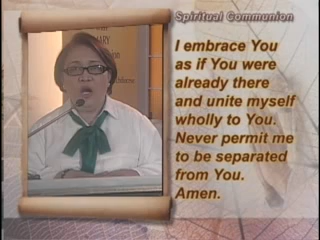 Spiritual Communion
I embrace You
as if You were
already there
and unite myself
wholly to You.
Never permit me
to be separated
from You.
Amen.